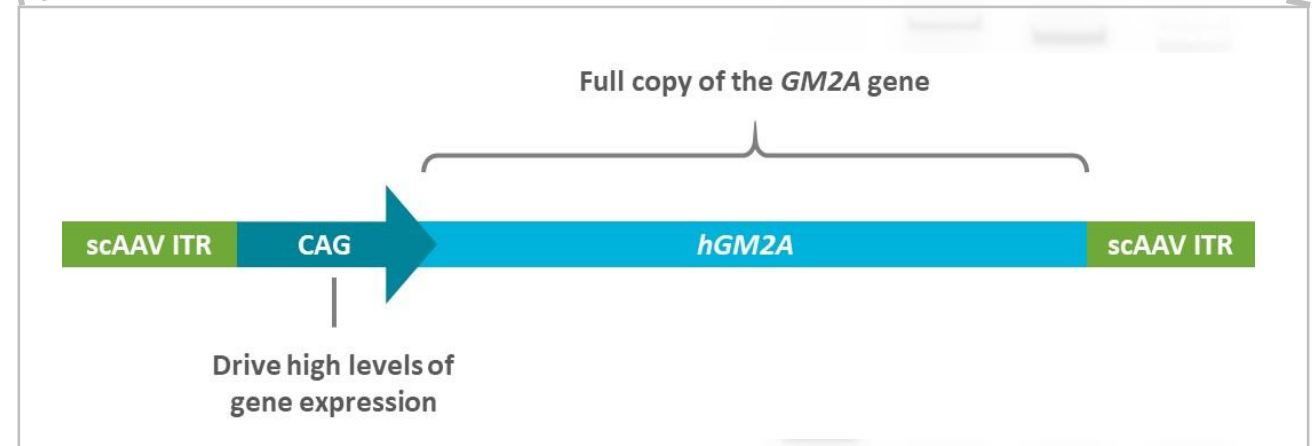 Full copy of the GM2A gene
scAAV ITR CAG hGM2A scAAV ITR
Drive high levels of
gene expression